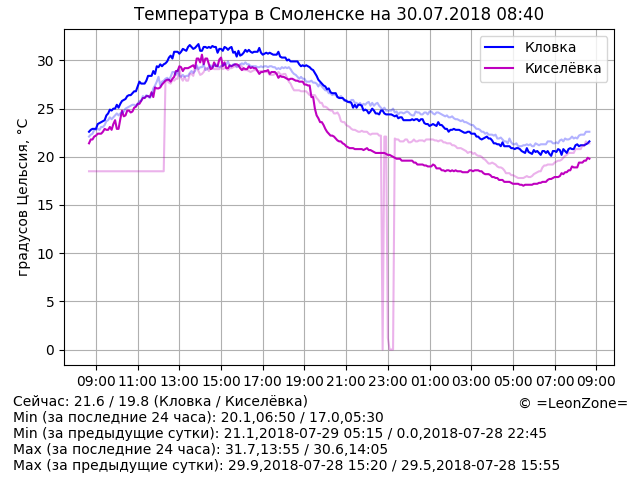 Температура в Смоленске на 30.07.2018 08:40
Кловка
Киселёвка
градусов Цельсия, °C
30
25
20
15
10
5
0
09:00 11:00 13:00 15:00 17:00 19:00 21:00 23:00 01:00 03:00 05:00 07:00 09:00
Сейчас: 21.6 / 19.8 (Кловка / Киселёвка)
© =LeonZone=
Min (за последние 24 часа): 20.1,06:50 / 17.0,05:30
Min (за предыдущие сутки): 21.1,2018-07-29 05:15 / 0.0,2018-07-28 22:45
Max (за последние 24 часа): 31.7,13:55 / 30.6,14:05
Max (за предыдущие сутки): 29.9,2018-07-28 15:20 / 29.5,2018-07-28 15:55